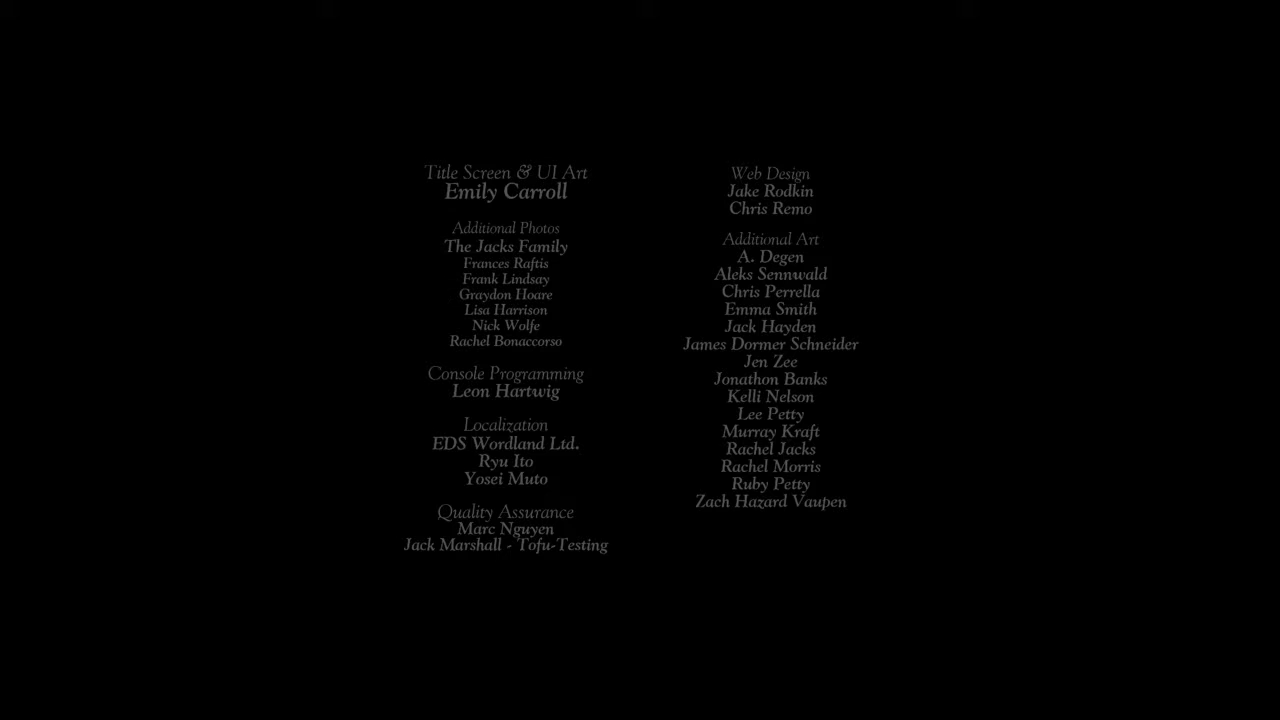 Title Screen & UI Art
Emily Carroll
Additional Photos
The Jacks Family
Frances Raftis
Frank Lindsay
Graydon Hoare
Lisa Harrison
Nick Wolfe
Rachel Bonaccorso
Console Programming
Leon Hartwig
Localization
EDS Wordland Ltd.
Ryu Ito
Yosei Muto
Quality Assurance
Marc Nguyen
Jack Marshall - Tofu-Testing
Web Design
Jake Rodkin
Chris Remo
Additional Art
A. Degen
Aleks Sennwald
Chris Perrella
Emma Smith
Jack Hayden
James Dormer Schneider
Jen Zee
Jonathon Banks
Kelli Nelson
Lee Petty
Murray Kraft
Rachel Jacks
Rachel Morris
Ruby Petty
Zach Hazard Vaupen